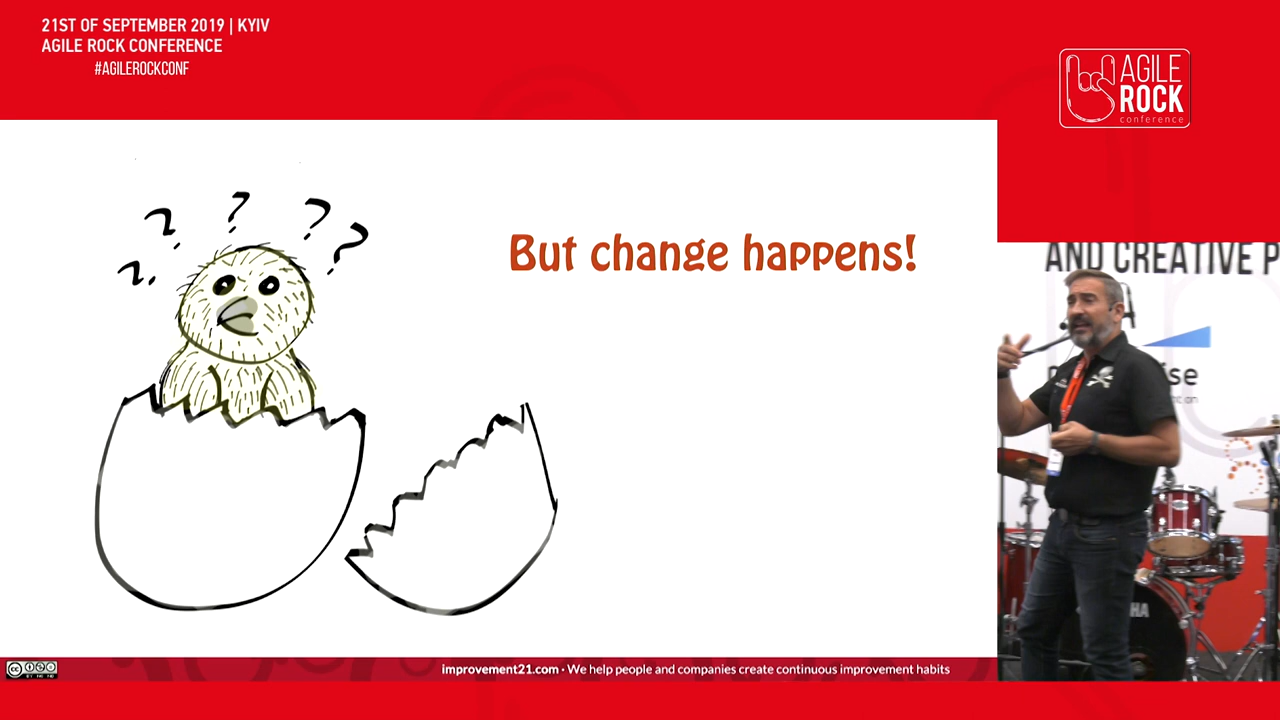 21ST OF SEPTEMBER 2019 | KYIV
AGILE ROCK CONFERENCE
#AGILEROCKCONF
AGILE
ROCK
conference
? ? ? ? ?
But change happens!
AND CREATIVE P
improvement21.com · We help people and companies create continuous improvement habits